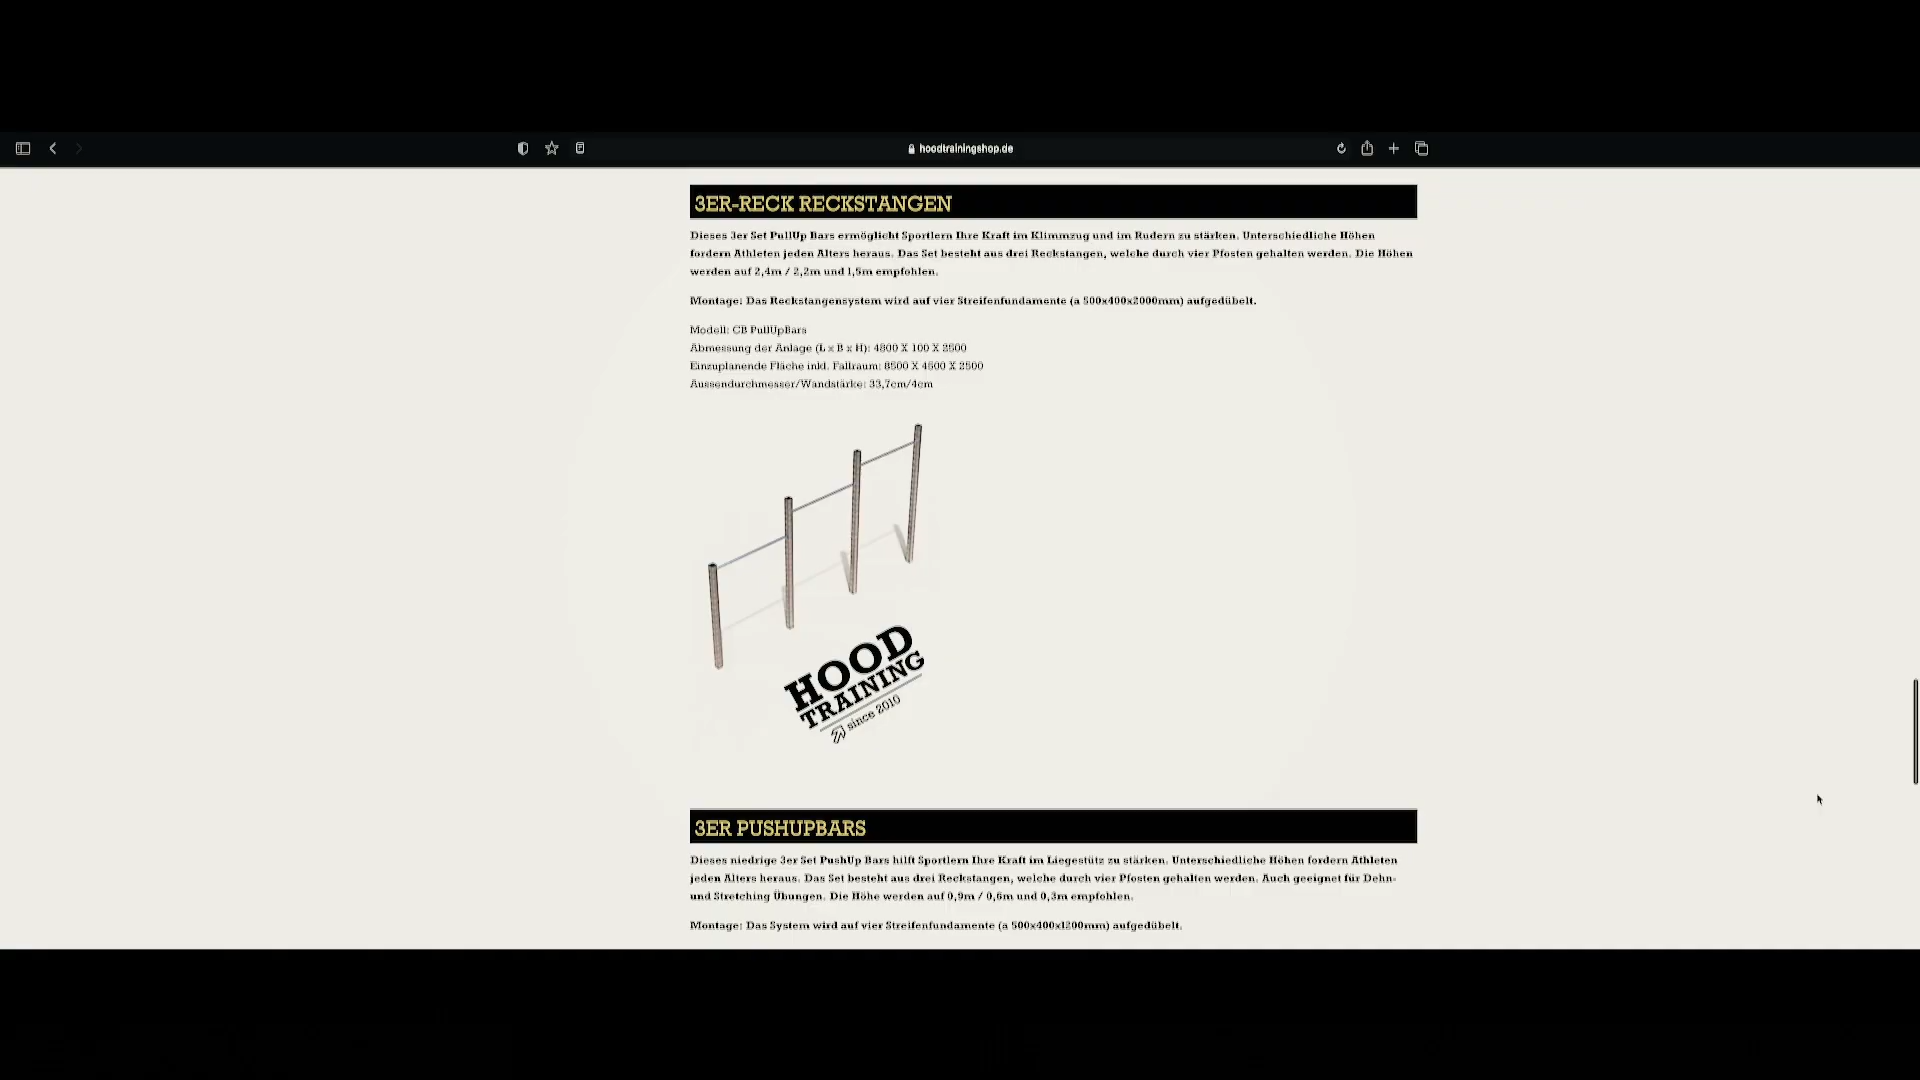 hoodtrainingshop.de
3ER-RECK RECKSTANGEN
Dieses 3er Set PullUp Bars ermöglicht Sportlern Ihre Kraft im Klimmzug und im Rudern zu stärken. Unterschiedliche Höhen
fordern Athleten jeden Alters heraus. Das Set besteht aus drei Reckstangen, welche durch vier Pfosten gehalten werden. Die Höhen
werden auf 2,4m / 2,2m und 1,5m empfohlen.
Montage: Das Reckstangensystem wird auf vier Streifenfundamente (a 500x400x2000mm) aufgedübelt.
Modell: CB PullUpBars
Abmessung der Anlage (L x B x H): 4800 X 100 X 2500
Einzuplanende Fläche inkl. Fallraum: 8500 X 4500 X 2500
Aussendurchmesser/Wandstärke: 33,7cm/4cm
HOOD
TRAINING
since 2010
3ER PUSHUPBARS
Dieses niedrige 3er Set PushUp Bars hilft Sportlern Ihre Kraft im Liegestütz zu stärken. Unterschiedliche Höhen fordern Athleten
jeden Alters heraus. Das Set besteht aus drei Reckstangen, welche durch vier Pfosten gehalten werden. Auch geeignet für Dehn-
und Stretching Übungen. Die Höhe werden auf 0,9m / 0,6m und 0,3m empfohlen.
Montage: Das System wird auf vier Streifenfundamente (a 500x400x1200mm) aufgedübelt.